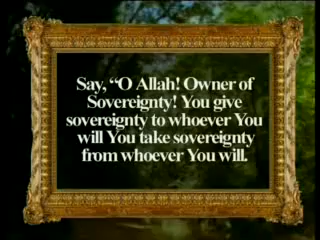 Say, “O Allah! Owner of
Sovereignty! You give
sovereignty to whoever You
will You take sovereignty
from whoever You will.